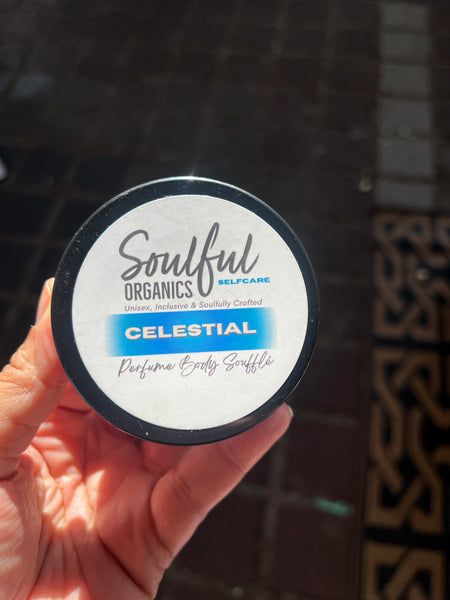 Soulful
ORGANICS SELFCARE
Unisex, Inclusive & Soulfully Crafted
CELESTIAL
Perfume Body Soufflé